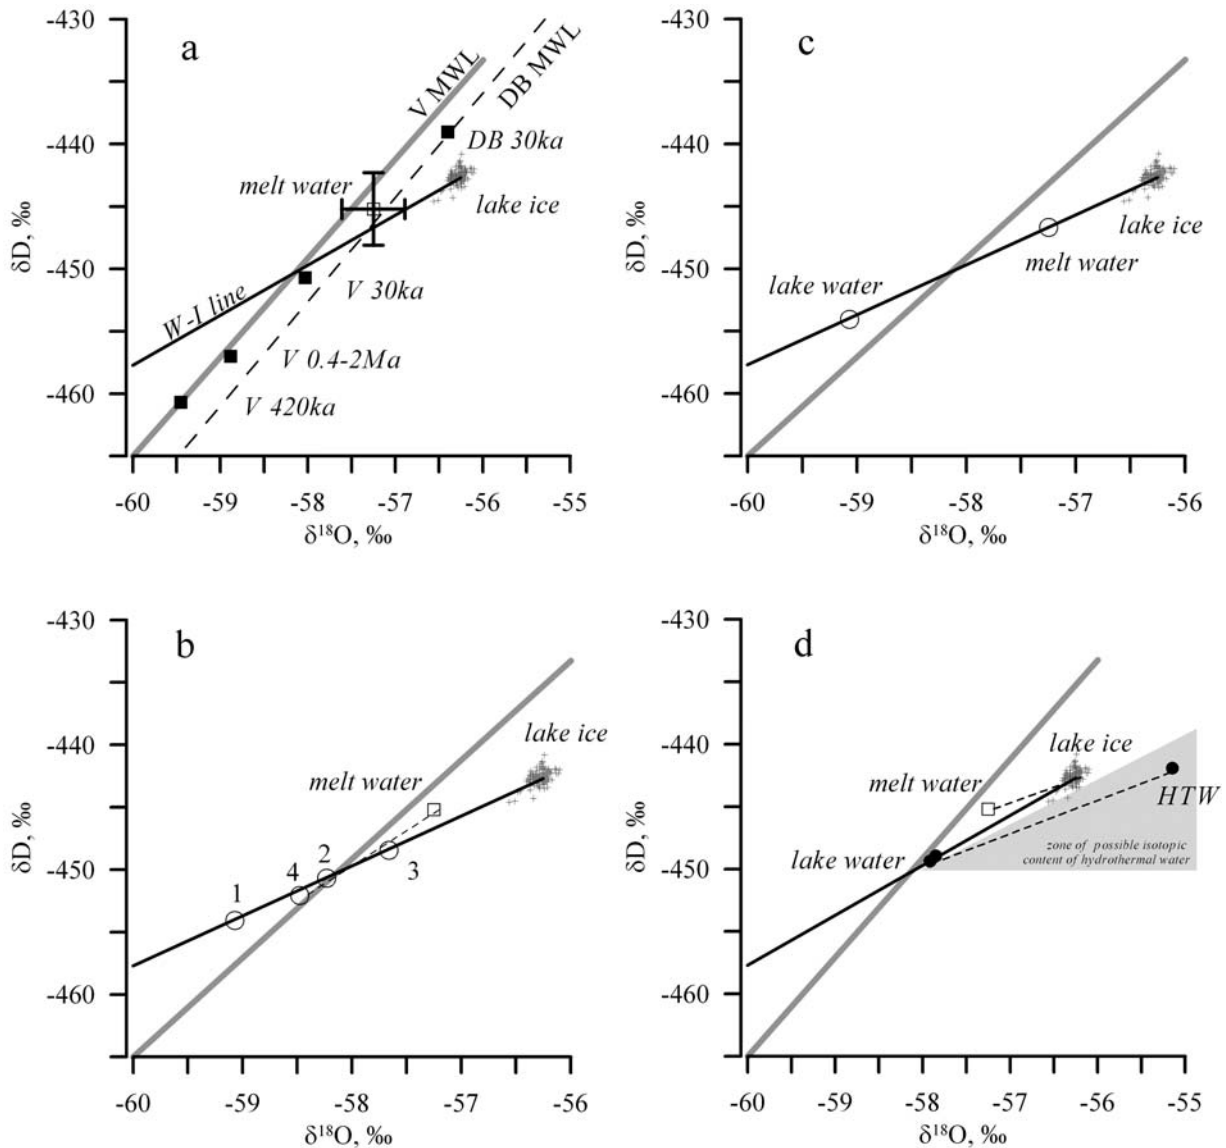 a
-430
-440
-450
-460
δD, ‰
V MWL
DB MWL
DB 30ka
melt water
lake ice
W-I line
V 30ka
V 0.4-2Ma
V 420ka
-60 -59 -58 -57 -56 -55
δ¹⁸O, ‰
c
-430
-440
-450
-460
δD, ‰
lake ice
melt water
lake water
-60 -59 -58 -57 -56
δ¹⁸O, ‰
b
-430
-440
-450
-460
δD, ‰
lake ice
melt water
1
4
2
3
-60 -59 -58 -57 -56
δ¹⁸O, ‰
d
-430
-440
-450
-460
δD, ‰
lake ice
melt water
HTW
lake water
zone of possible isotopic
content of hydrothermal water
-60 -59 -58 -57 -56 -55
δ¹⁸O, ‰